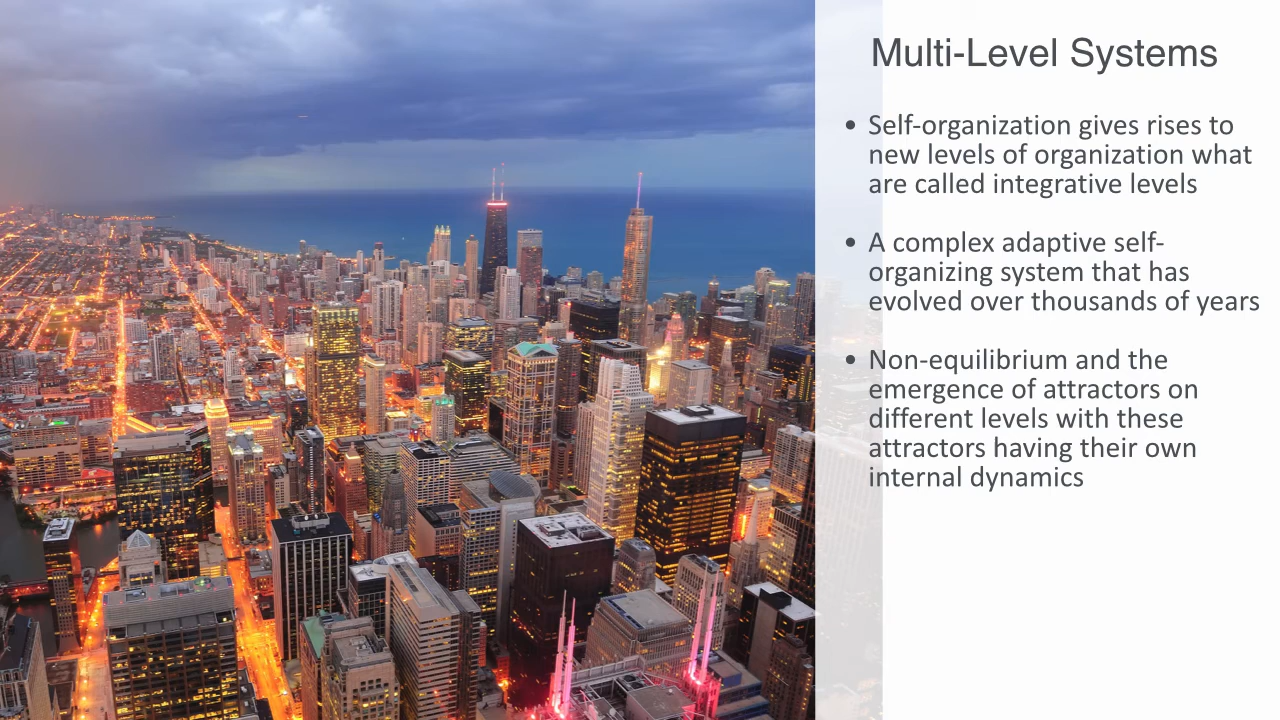 Multi-Level Systems
• Self-organization gives rises to
new levels of organization what
are called integrative levels
• A complex adaptive self-
organizing system that has
evolved over thousands of years
• Non-equilibrium and the
emergence of attractors on
different levels with these
attractors having their own
internal dynamics